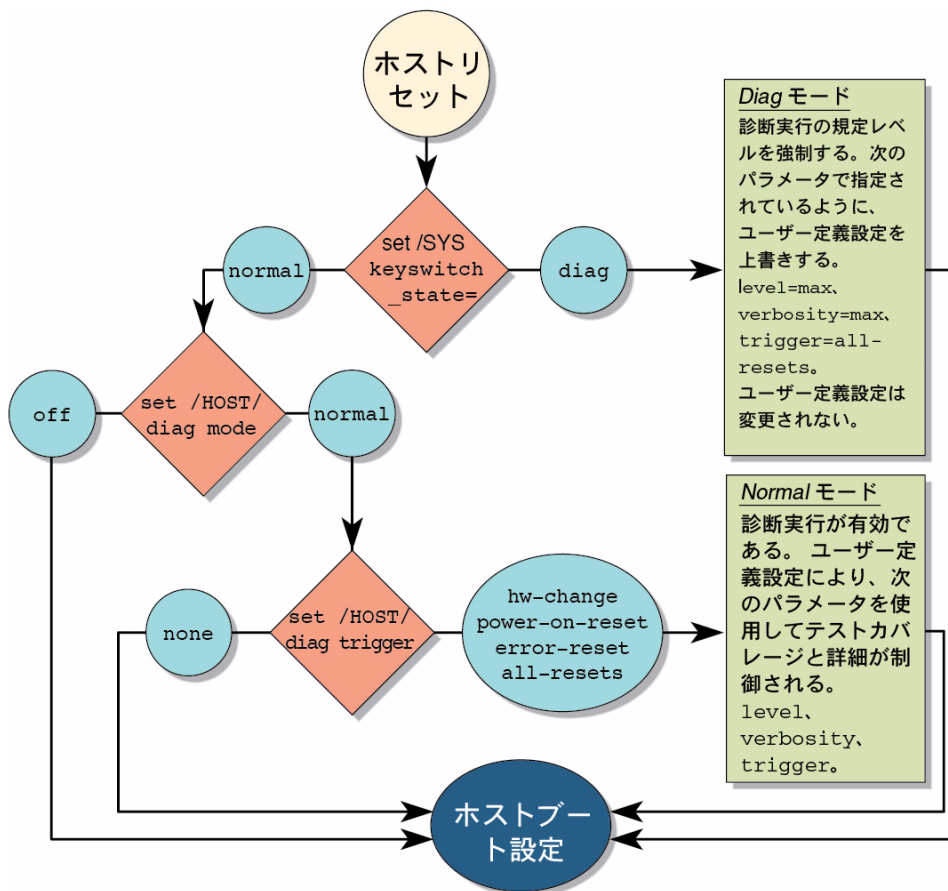 ホストリ
セット
set /SYS
keyswitch
_state=
normal
diag
Diag モード
診断実行の規定レベ
ルを強制する。次の
パラメータで指定さ
れているように、
ユーザー定義設定を
上書きする。
level=max、
verbosity=max、
trigger=all-
resets。
ユーザー定義設定は
変更されない。
off
set /HOST/
diag mode
normal
none
set /HOST/
diag trigger
hw-change
power-on-reset
error-reset
all-resets
Normal モード
診断実行が有効で
ある。 ユーザー定
義設定により、次
のパラメータを使
用してテストカバ
レージと詳細が制
御される。
level、
verbosity、
trigger。
ホストブー
ト設定